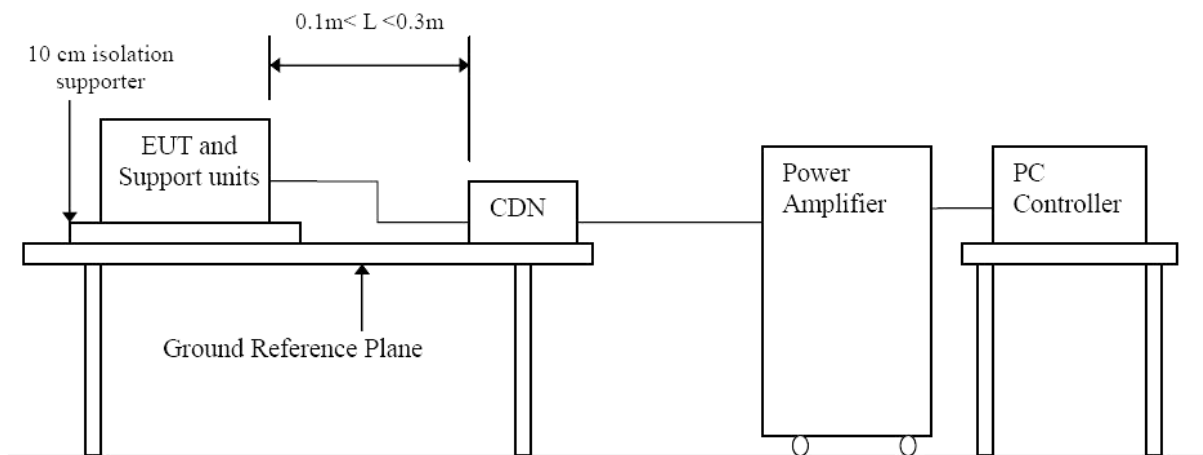 0.1m< L <0.3m
10 cm isolation
supporter
EUT and
Support units
CDN
Power
Amplifier
PC
Controller
Ground Reference Plane